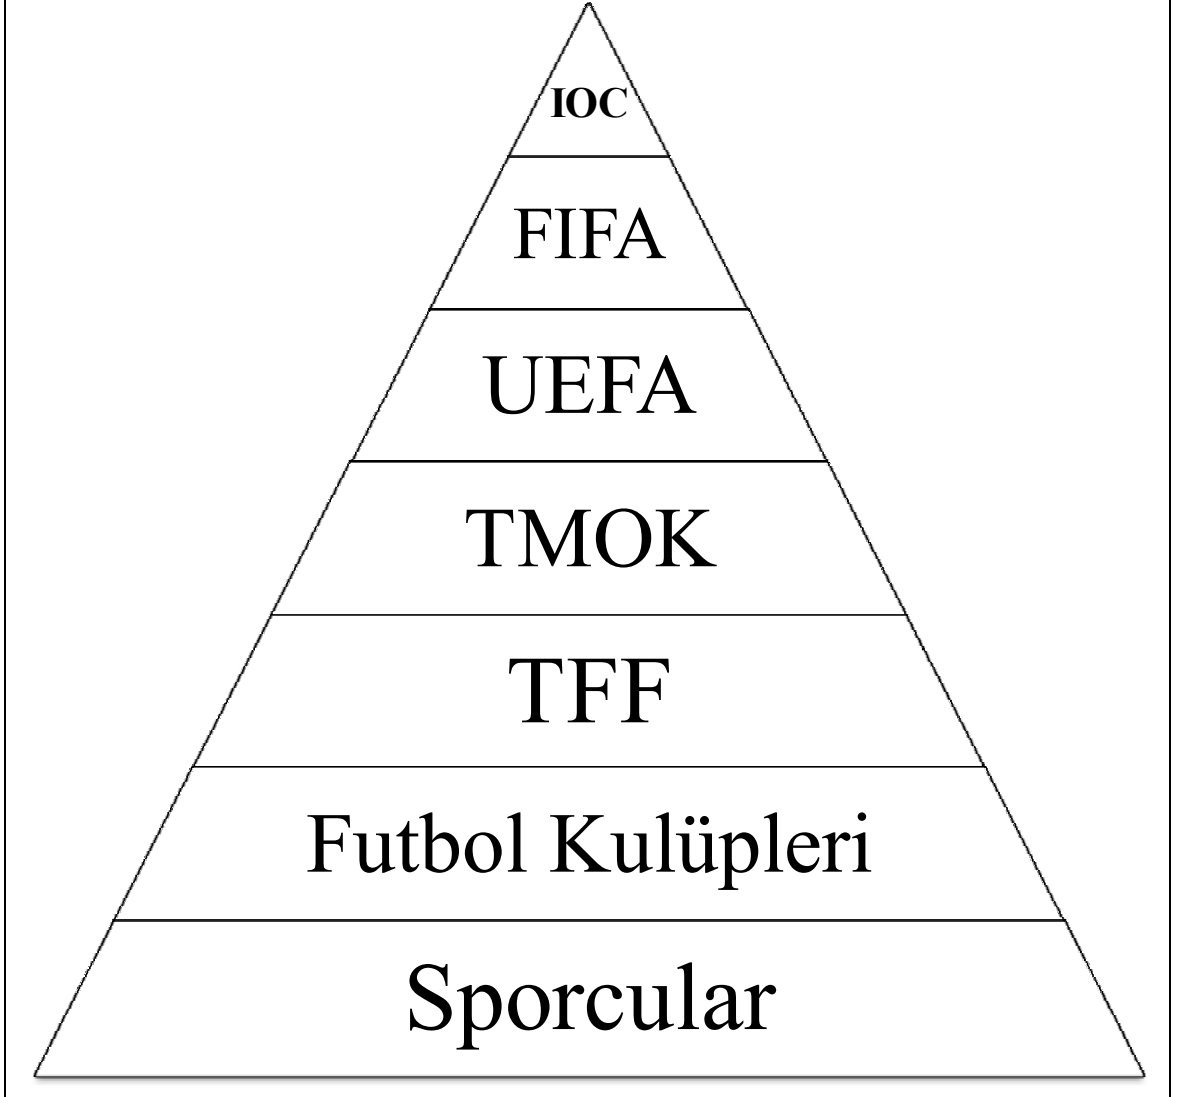 IOC
FIFA
UEFA
TMOK
TFF
Futbol Kulüpleri
Sporcular